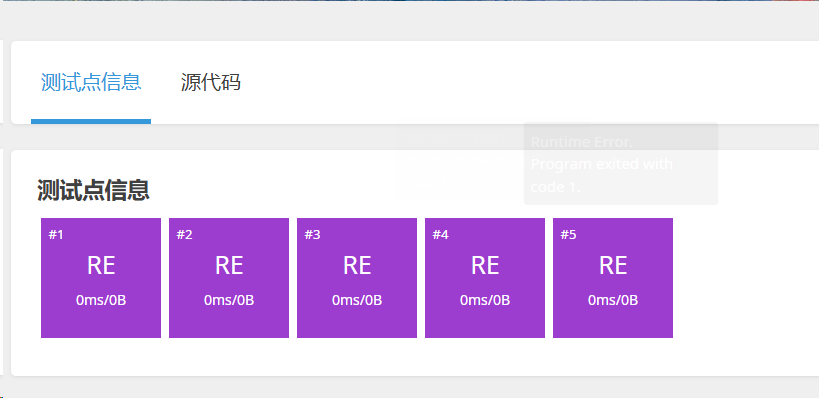 测试点信息
源代码
Runtime Error.
Program exited with
code 1.
测试点信息
#1
RE
0ms/0B
#2
RE
0ms/0B
#3
RE
0ms/0B
#4
RE
0ms/0B
#5
RE
0ms/0B